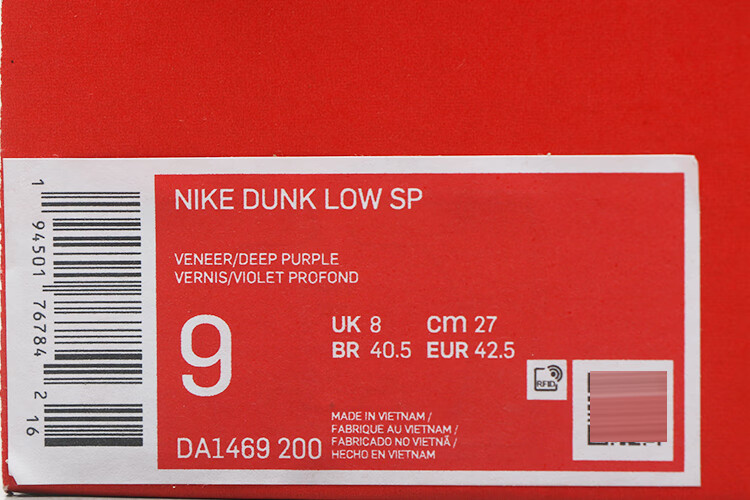 1 94501 76784 2 16
NIKE DUNK LOW SP
VENEER/DEEP PURPLE
VERNIS/VIOLET PROFOND
9
UK 8 cm 27
BR 40.5 EUR 42.5
RFID
MADE IN VIETNAM /
FABRIQUE AU VIETNAM /
FABRICADO NO VIETNÃ /
HECHO EN VIETNAM
DA1469 200